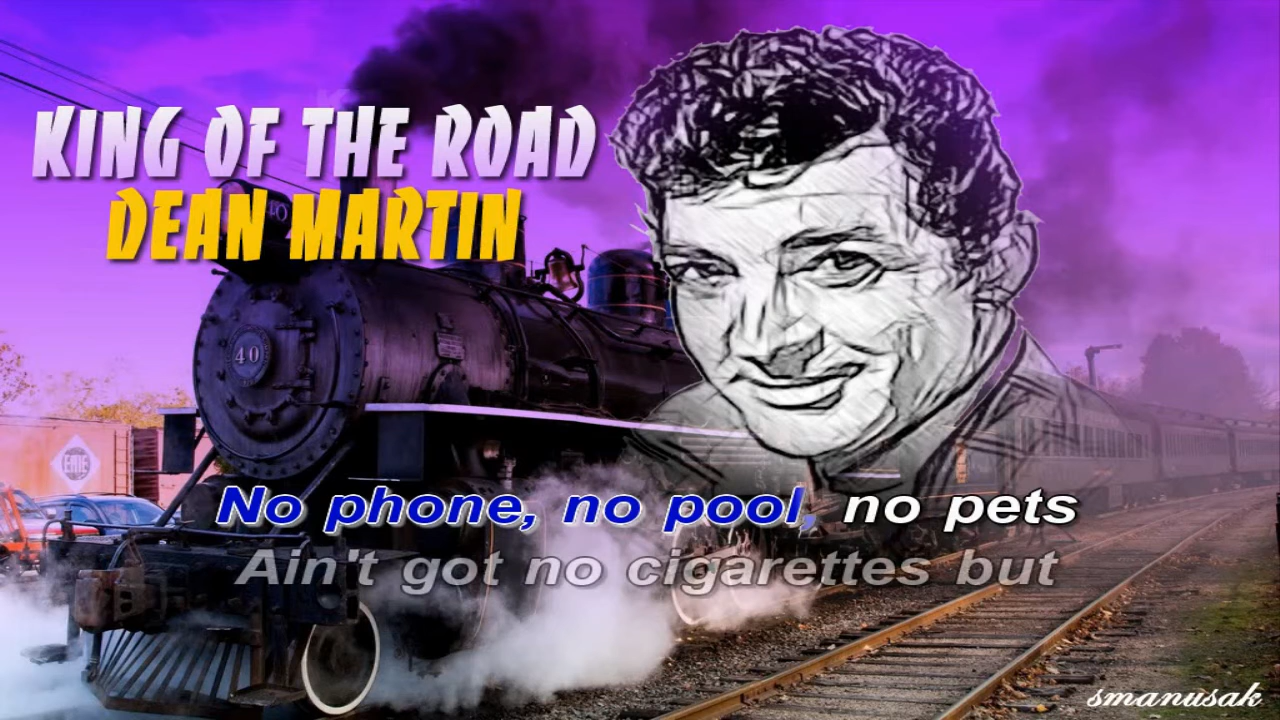 KING OF THE ROAD
DEAN MARTIN
40
40
ERIE
No phone, no pool, no pets
Ain't got no cigarettes but
smanusak